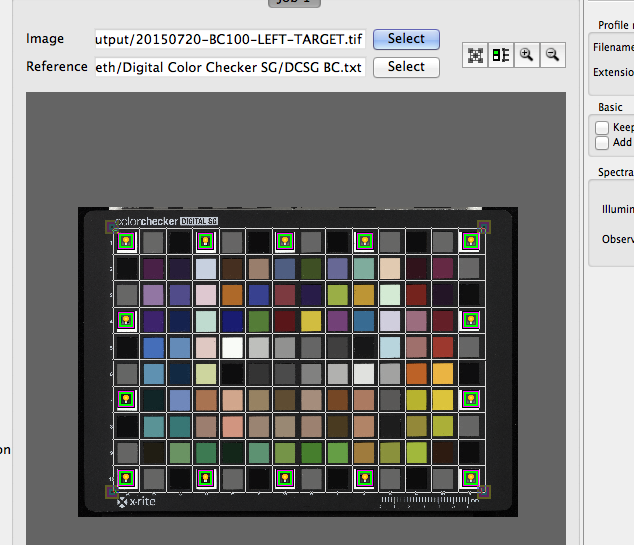 Job 1
Image
utput/20150720-BC100-LEFT-TARGET.tif
Select
Reference
eth/Digital Color Checker SG/DCSG BC.txt
Select
colorchecker DIGITAL SG
x-rite
Profile
Filename
Extensio
Basic
Keep
Add
Spectra
Illumin
Observ
on